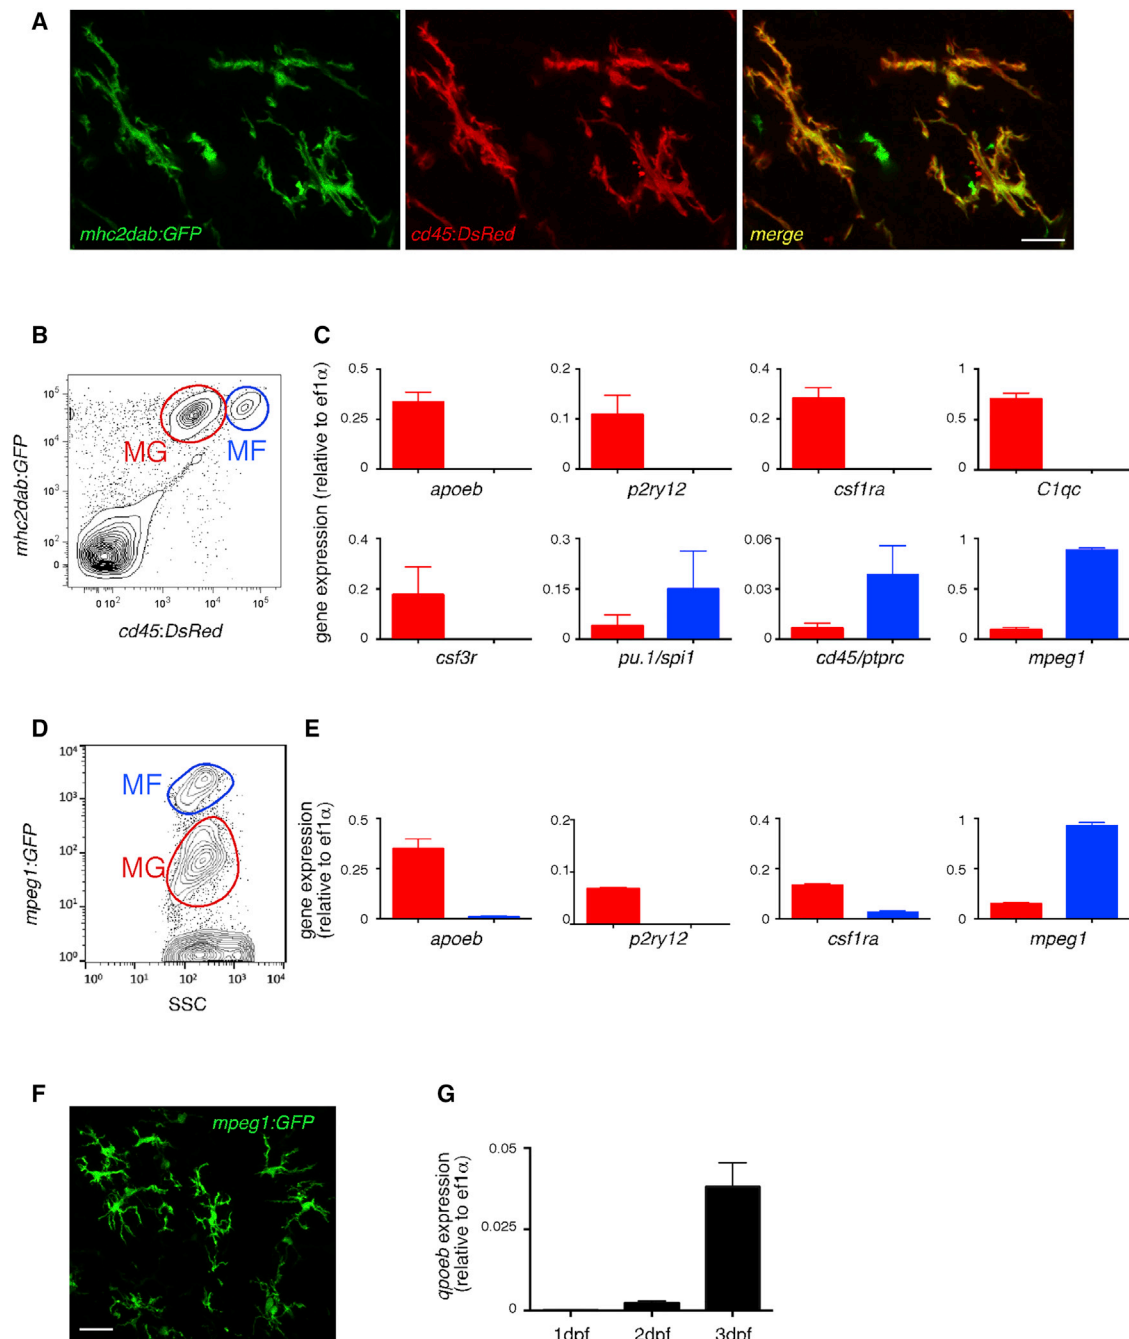 A
mhc2dab:GFP
cd45:DsRed
merge
B
mhc2dab:GFP
10⁵
10⁴
10³
10²
0
MG
MF
0 10² 10³ 10⁴ 10⁵
cd45:DsRed
C
gene expression (relative to ef1α)
0.5
0.25
0
apoeb
0.2
0.1
0
p2ry12
0.4
0.2
0
csf1ra
1
0.5
0
C1qc
0.4
0.2
0
csf3r
0.3
0.15
0
pu.1/spi1
0.06
0.03
0
cd45/ptprc
1
0.5
0
mpeg1
D
mpeg1:GFP
10⁴
10³
10²
10¹
10⁰
MF
MG
10⁰ 10¹ 10² 10³ 10⁴
SSC
E
gene expression
(relative to ef1α)
0.5
0.25
0
apoeb
0.2
0.1
0
p2ry12
0.4
0.2
0
csf1ra
1
0.5
0
mpeg1
F
mpeg1:GFP
G
qpoeb expression
(relative to ef1α)
0.05
0.025
0
1dpf 2dpf 3dpf